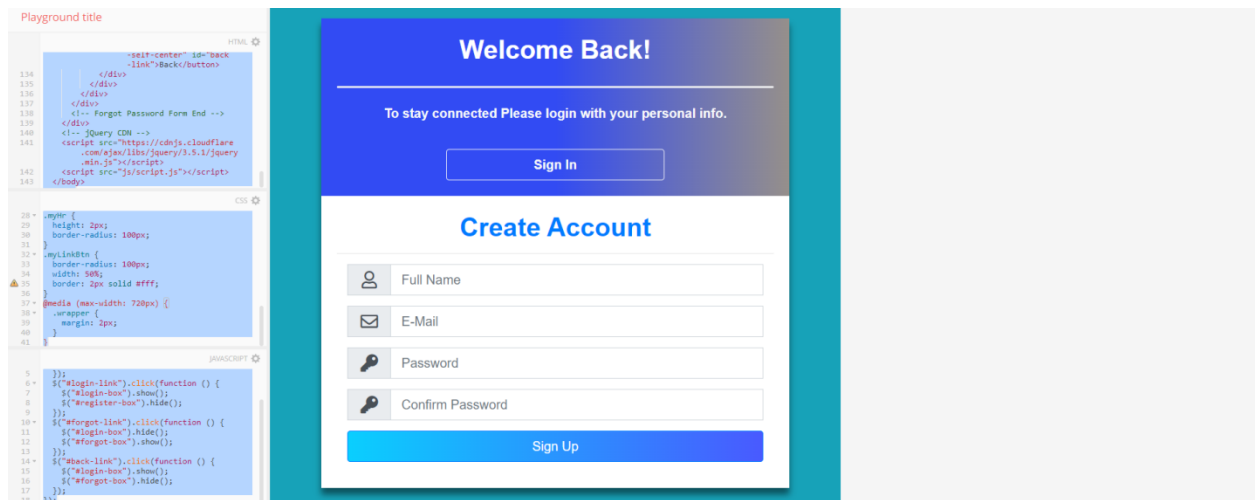 Playground title
HTML
-self-center" id="back
-link">Back</button>
134 </div>
135 </div>
136 </div>
137 </div>
138 <!-- Forgot Password Form End -->
139 </div>
140 <!-- jQuery CDN -->
141 <script src="https://cdnjs.cloudflare
.com/ajax/libs/jquery/3.5.1/jquery
.min.js"></script>
142 <script src="js/script.js"></script>
143 </body>
CSS
28 .myHr {
29 height: 2px;
30 border-radius: 100px;
31 }
32 .myLinkBtn {
33 border-radius: 100px;
34 width: 50%;
35 border: 2px solid #fff;
36 }
37 @media (max-width: 720px) {
38 .wrapper {
39 margin: 2px;
40 }
41 }
JAVASCRIPT
5 });
6 $("#login-link").click(function () {
7 $("#login-box").show();
8 $("#register-box").hide();
9 });
10 $("#forgot-link").click(function () {
11 $("#login-box").hide();
12 $("#forgot-box").show();
13 });
14 $("#back-link").click(function () {
15 $("#login-box").show();
16 $("#forgot-box").hide();
17 });
18 });
Welcome Back!
To stay connected Please login with your personal info.
Sign In
Create Account
Full Name
E-Mail
Password
Confirm Password
Sign Up